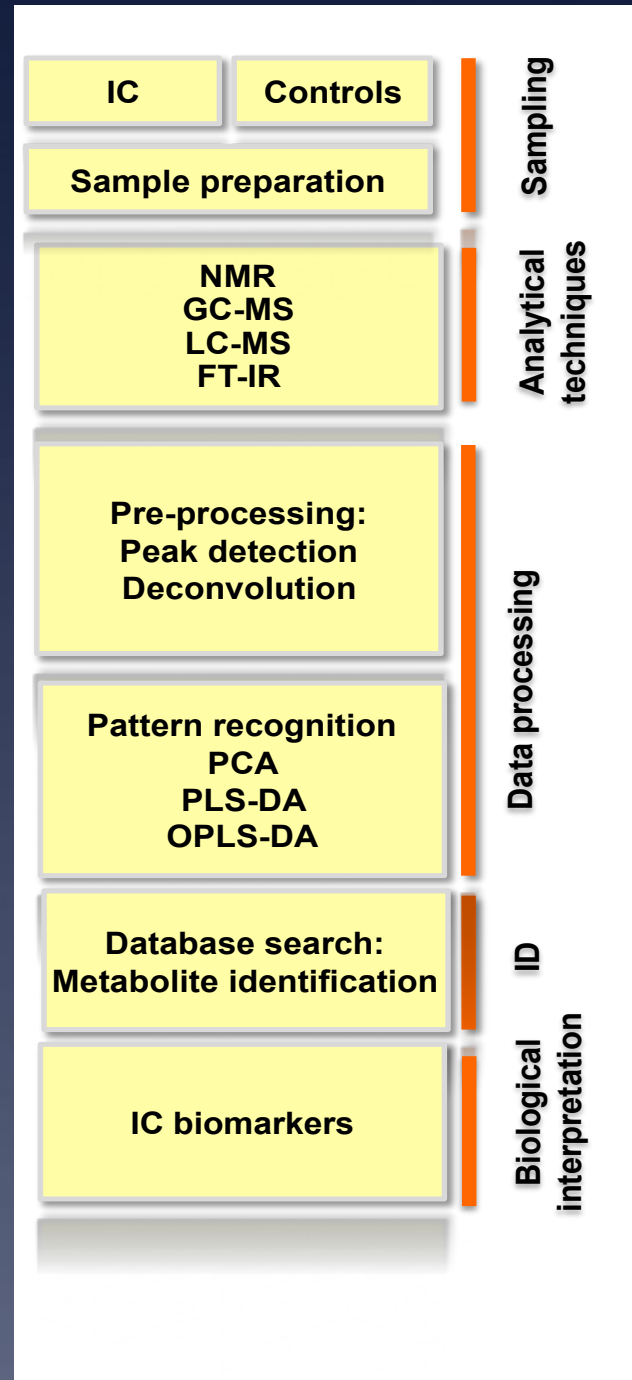 IC
Controls
Sample preparation
Sampling
NMR
GC-MS
LC-MS
FT-IR
Analytical
techniques
Pre-processing:
Peak detection
Deconvolution
Pattern recognition
PCA
PLS-DA
OPLS-DA
Data processing
Database search:
Metabolite identification
ID
IC biomarkers
Biological
interpretation